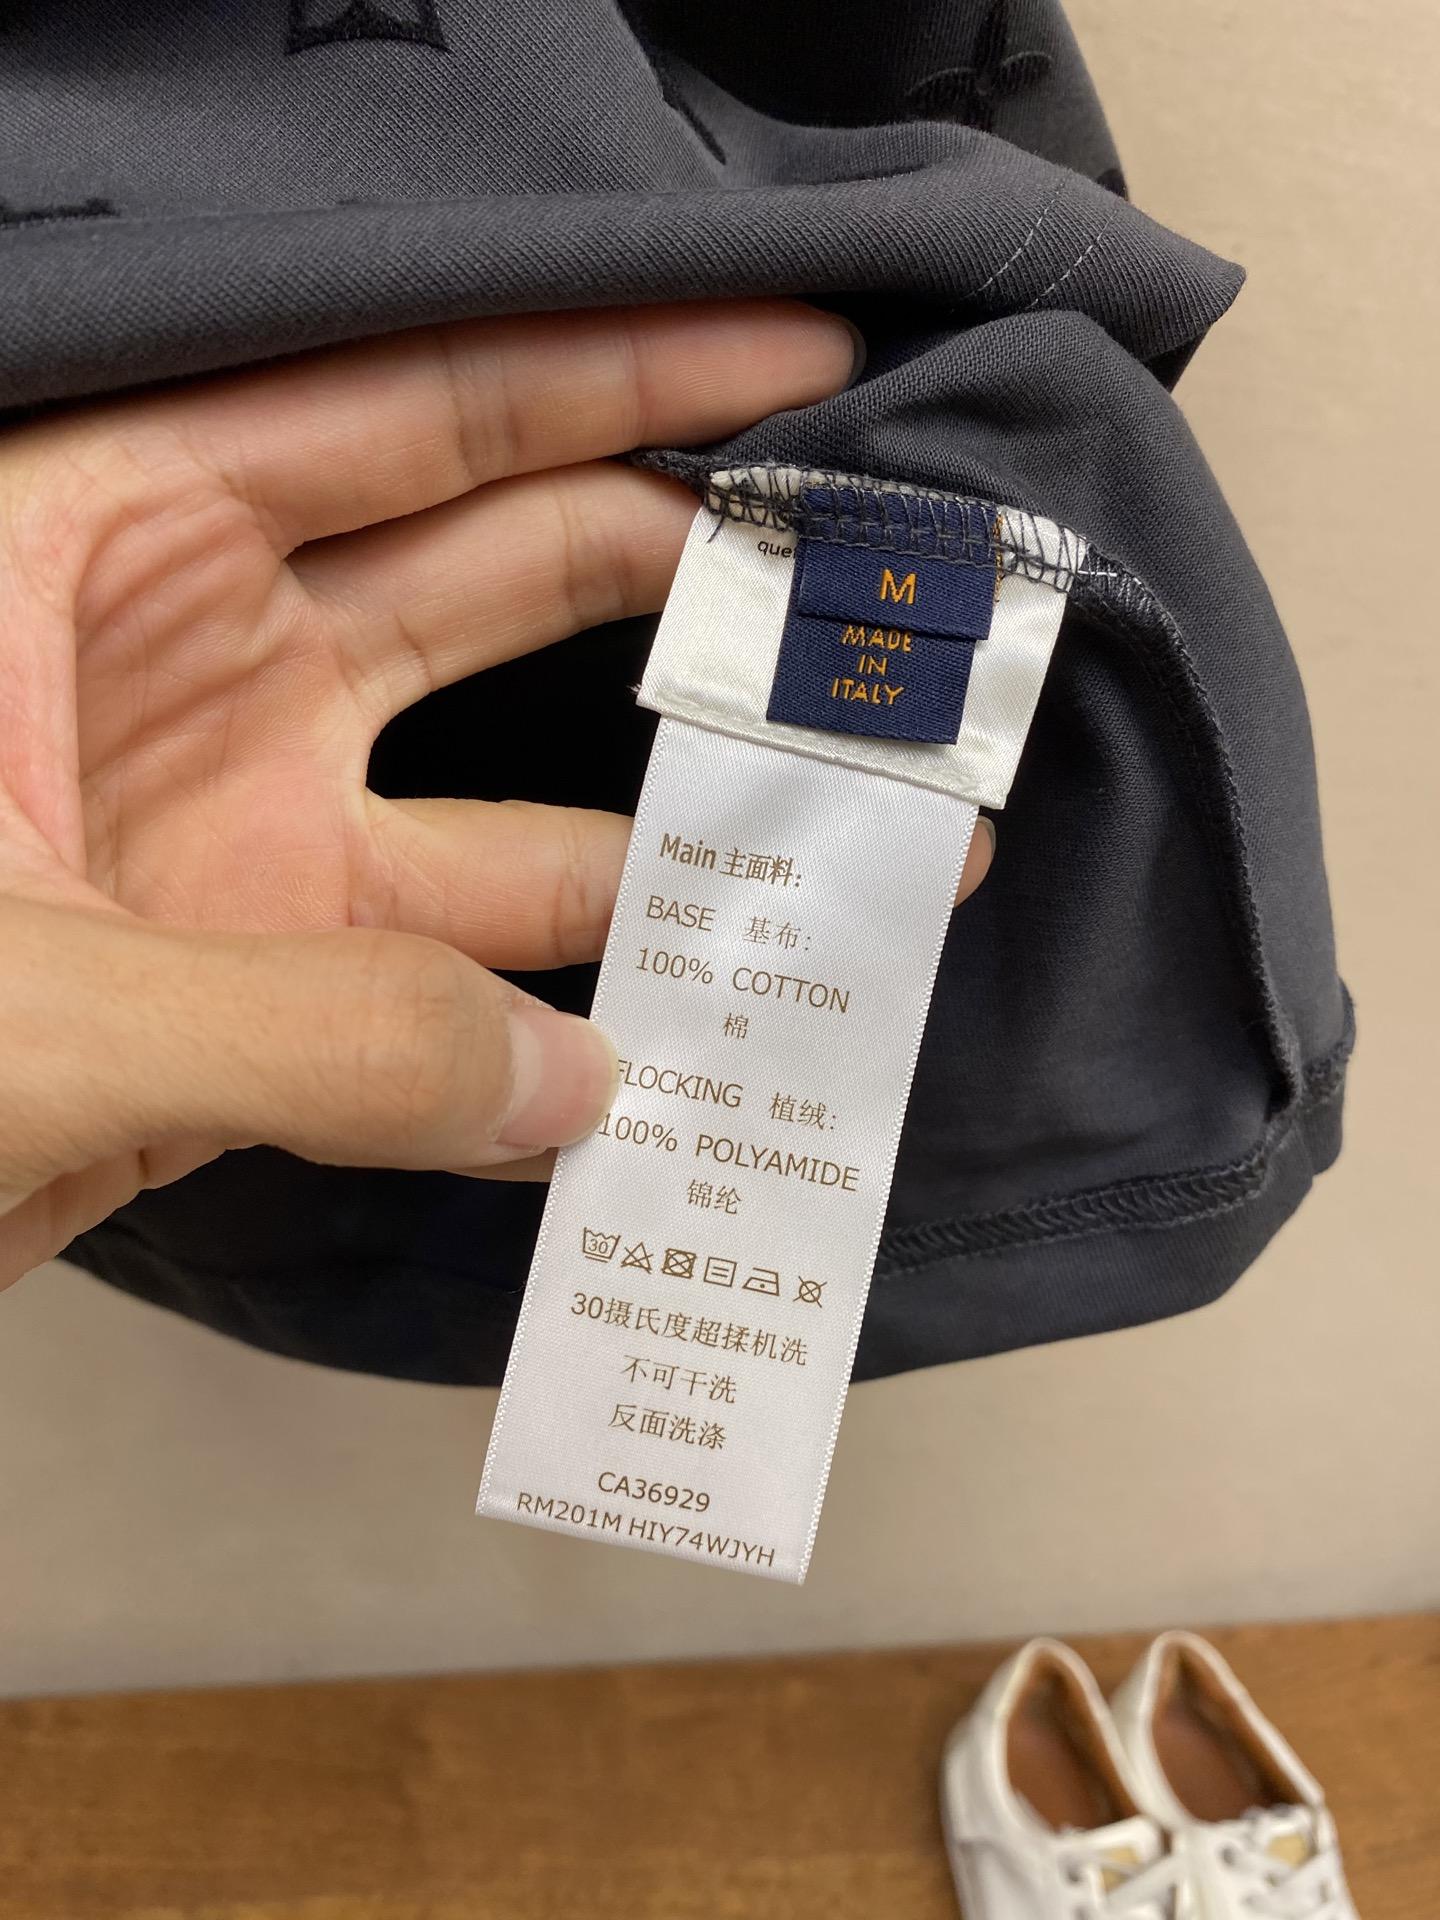 M
MADE
IN
ITALY
Main 主面料:
BASE 基布:
100% COTTON
棉
FLOCKING 植绒:
100% POLYAMIDE
锦纶
30
30摄氏度超揉机洗
不可干洗
反面洗涤
CA36929
RM201M HIY74WJYH